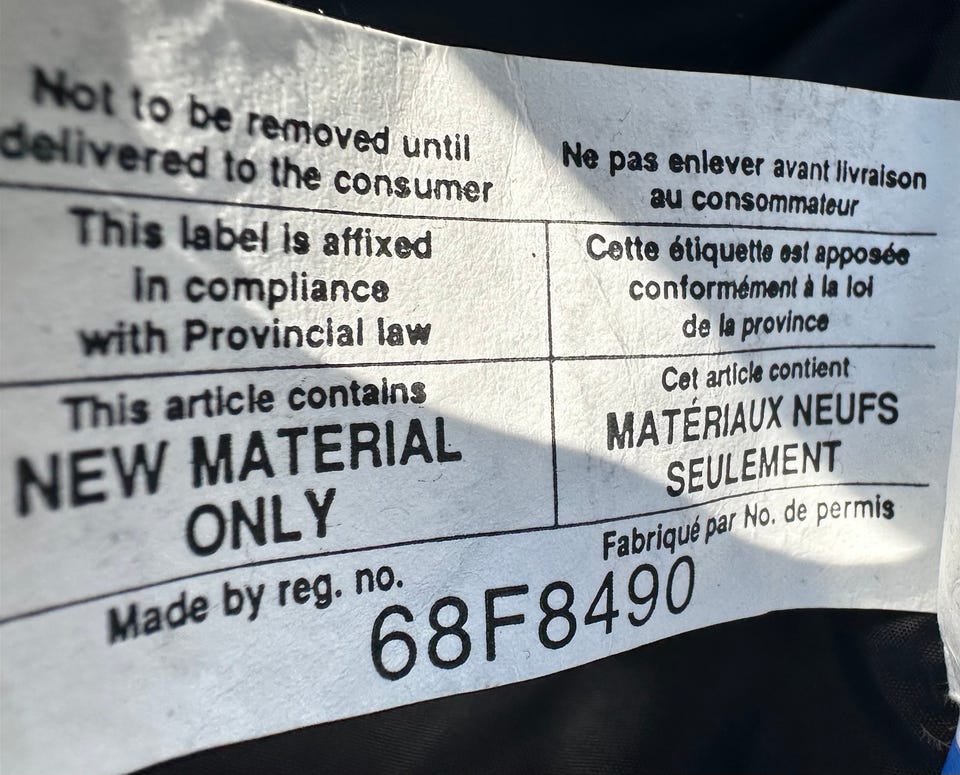 Not to be removed until
delivered to the consumer
Ne pas enlever avant livraison
au consommateur
This label is affixed
in compliance
with Provincial law
Cette étiquette est apposée
conformément à la loi
de la province
This article contains
NEW MATERIAL
ONLY
Cet article contient
MATÉRIAUX NEUFS
SEULEMENT
Made by reg. no.
Fabriqué par No. de permis
68F8490